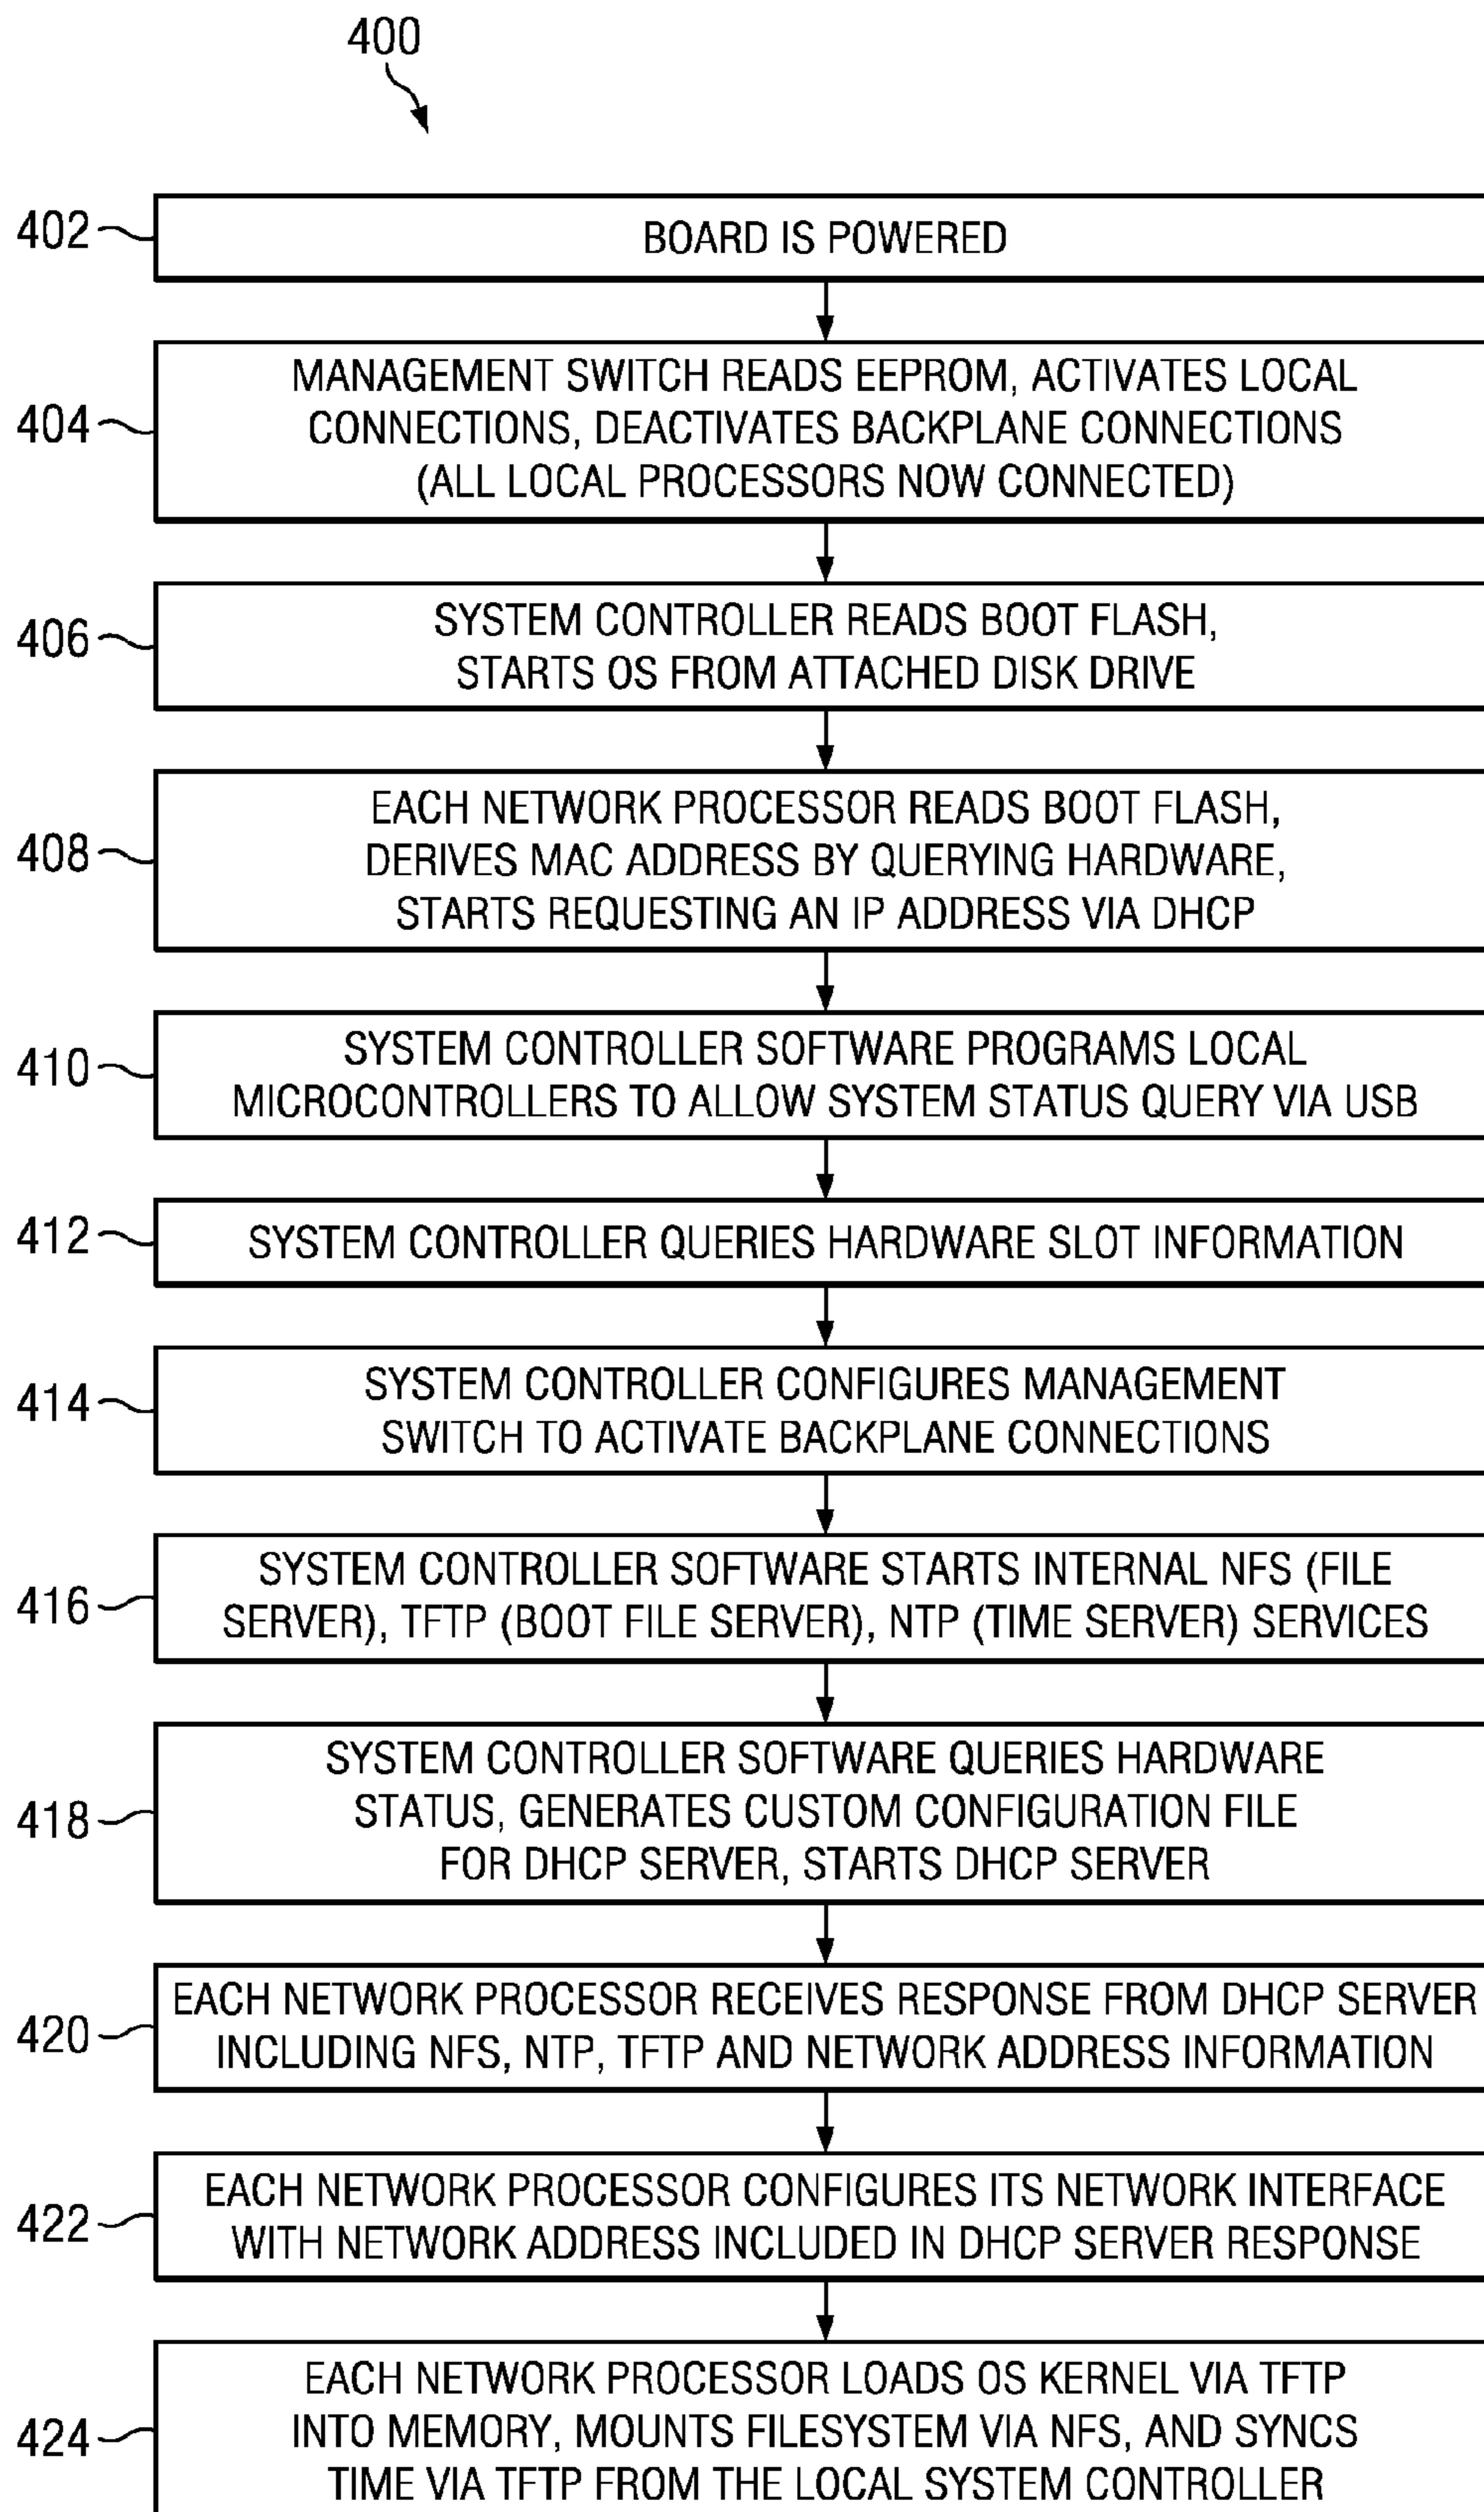 400
402
BOARD IS POWERED
404
MANAGEMENT SWITCH READS EEPROM, ACTIVATES LOCAL
CONNECTIONS, DEACTIVATES BACKPLANE CONNECTIONS
(ALL LOCAL PROCESSORS NOW CONNECTED)
406
SYSTEM CONTROLLER READS BOOT FLASH,
STARTS OS FROM ATTACHED DISK DRIVE
408
EACH NETWORK PROCESSOR READS BOOT FLASH,
DERIVES MAC ADDRESS BY QUERYING HARDWARE,
STARTS REQUESTING AN IP ADDRESS VIA DHCP
410
SYSTEM CONTROLLER SOFTWARE PROGRAMS LOCAL
MICROCONTROLLERS TO ALLOW SYSTEM STATUS QUERY VIA USB
412
SYSTEM CONTROLLER QUERIES HARDWARE SLOT INFORMATION
414
SYSTEM CONTROLLER CONFIGURES MANAGEMENT
SWITCH TO ACTIVATE BACKPLANE CONNECTIONS
416
SYSTEM CONTROLLER SOFTWARE STARTS INTERNAL NFS (FILE
SERVER), TFTP (BOOT FILE SERVER), NTP (TIME SERVER) SERVICES
418
SYSTEM CONTROLLER SOFTWARE QUERIES HARDWARE
STATUS, GENERATES CUSTOM CONFIGURATION FILE
FOR DHCP SERVER, STARTS DHCP SERVER
420
EACH NETWORK PROCESSOR RECEIVES RESPONSE FROM DHCP SERVER
INCLUDING NFS, NTP, TFTP AND NETWORK ADDRESS INFORMATION
422
EACH NETWORK PROCESSOR CONFIGURES ITS NETWORK INTERFACE
WITH NETWORK ADDRESS INCLUDED IN DHCP SERVER RESPONSE
424
EACH NETWORK PROCESSOR LOADS OS KERNEL VIA TFTP
INTO MEMORY, MOUNTS FILESYSTEM VIA NFS, AND SYNCS
TIME VIA TFTP FROM THE LOCAL SYSTEM CONTROLLER